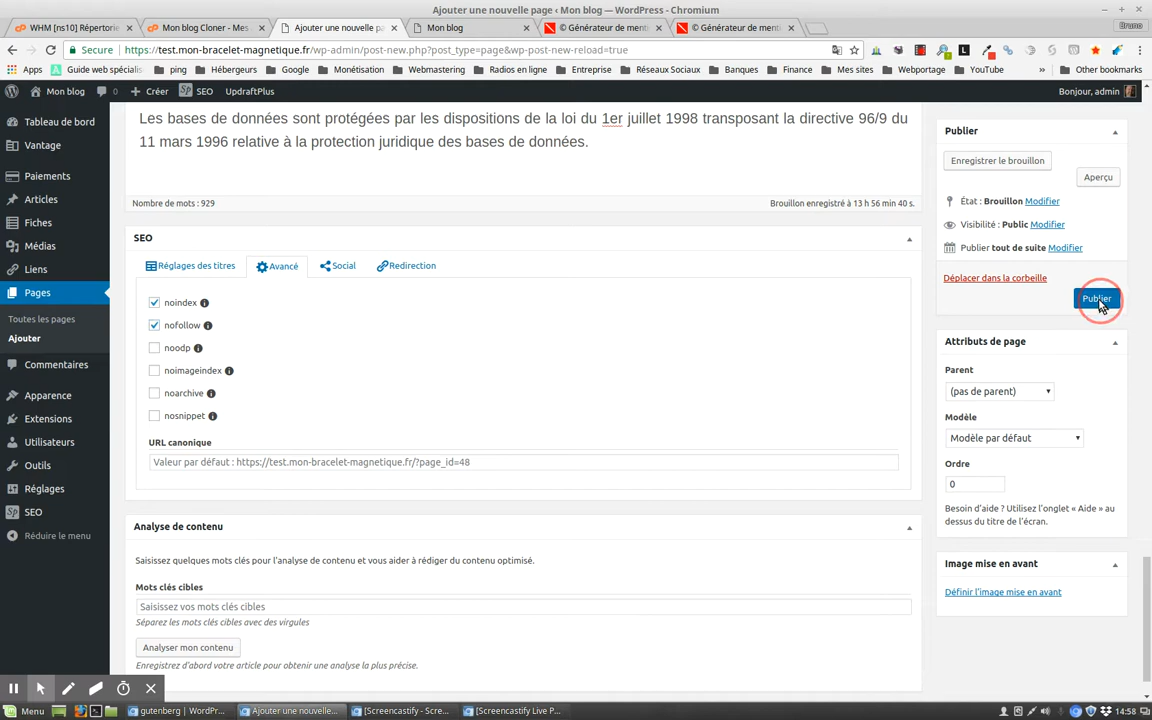 Ajouter une nouvelle page ‹ Mon blog — WordPress - Chromium
WHM [ns10] Répertorie
Mon blog Cloner - Mes
Ajouter une nouvelle pa
Mon blog
© Générateur de menti
© Générateur de menti
Bruno
Secure
https://test.mon-bracelet-magnetique.fr/wp-admin/post-new.php?post_type=page&wp-post-new-reload=true
Apps
Guide web spécialis
ping
Hébergeurs
Google
Monétisation
Webmastering
Radios en ligne
Entreprise
Réseaux Sociaux
Banques
Finance
Mes sites
Webportage
YouTube
»
Other bookmarks
Mon blog
0
Créer
SEO
UpdraftPlus
Bonjour, admin
Tableau de bord
Vantage
Paiements
Articles
Fiches
Médias
Liens
Pages
Toutes les pages
Ajouter
Commentaires
Apparence
Extensions
Utilisateurs
Outils
Réglages
SEO
Réduire le menu
Les bases de données sont protégées par les dispositions de la loi du 1er juillet 1998 transposant la directive 96/9 du
11 mars 1996 relative à la protection juridique des bases de données.
Nombre de mots : 929
Brouillon enregistré à 13 h 56 min 40 s.
SEO
Réglages des titres
Avancé
Social
Redirection
noindex
nofollow
noodp
noimageindex
noarchive
nosnippet
URL canonique
Valeur par défaut : https://test.mon-bracelet-magnetique.fr/?page_id=48
Analyse de contenu
Saisissez quelques mots clés pour l'analyse de contenu et vous aider à rédiger du contenu optimisé.
Mots clés cibles
Saisissez vos mots clés cibles
Séparez les mots clés cibles avec des virgules
Analyser mon contenu
Enregistrez d'abord votre article pour obtenir une analyse la plus précise.
Publier
Enregistrer le brouillon
Aperçu
État : Brouillon Modifier
Visibilité : Public Modifier
Publier tout de suite Modifier
Déplacer dans la corbeille
Publier
Attributs de page
Parent
(pas de parent)
Modèle
Modèle par défaut
Ordre
0
Besoin d'aide ? Utilisez l'onglet « Aide » au
dessus du titre de l'écran.
Image mise en avant
Définir l'image mise en avant
Menu
gutenberg | WordPr...
Ajouter une nouvelle...
[Screencastify - Scre...
[Screencastify Live P...
14:58